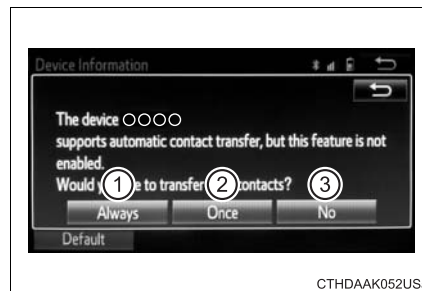 Device Information
The device ○○○○
supports automatic contact transfer, but this feature is not
enabled.
Would y e to transfer contacts?
1 2 3
Always Once No
Default
CTHDAAK052US